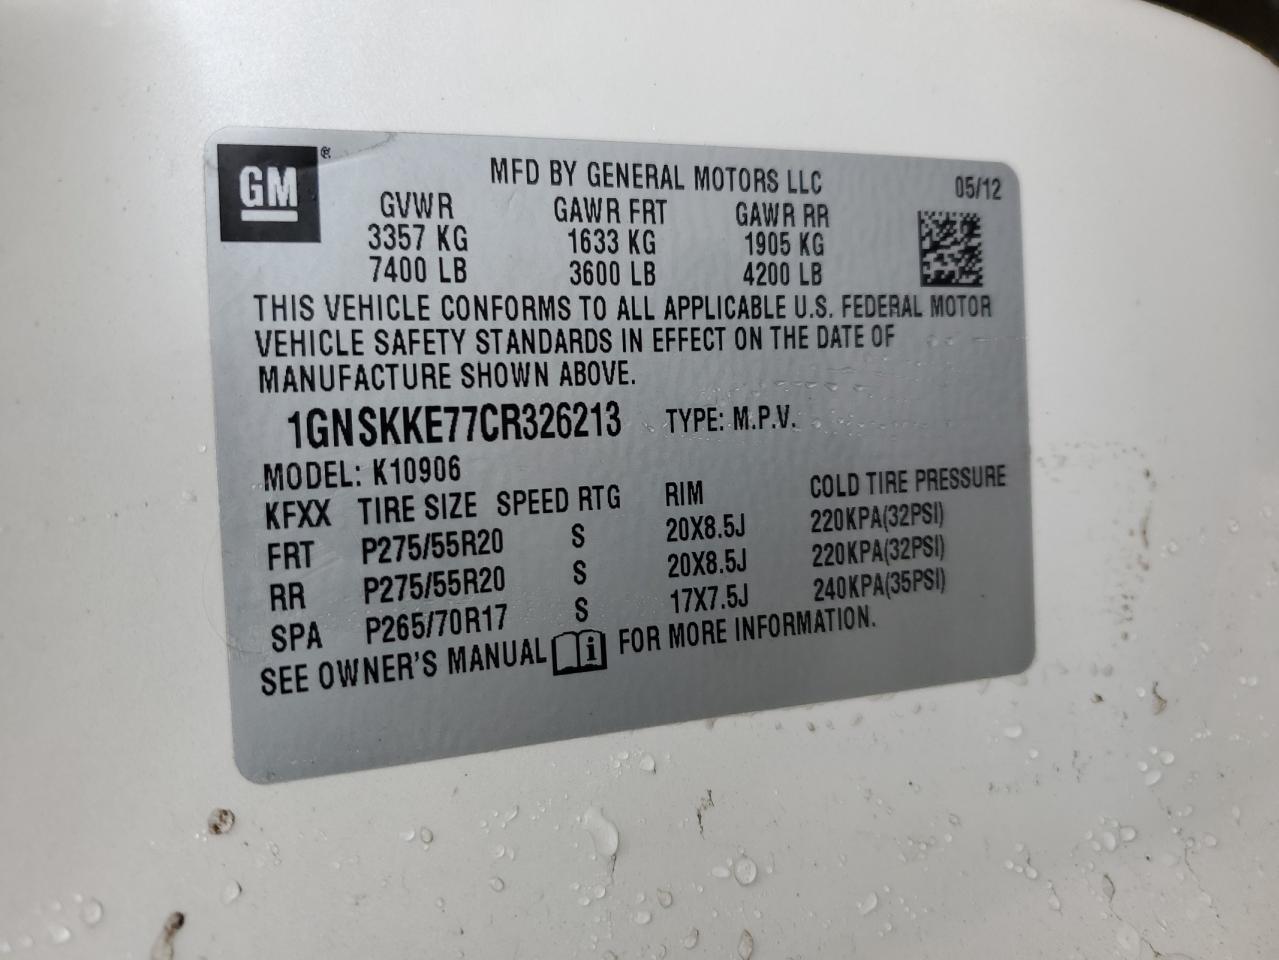 GM ®
MFD BY GENERAL MOTORS LLC
05/12
GVWR GAWR FRT GAWR RR
3357 KG 1633 KG 1905 KG
7400 LB 3600 LB 4200 LB
THIS VEHICLE CONFORMS TO ALL APPLICABLE U.S. FEDERAL MOTOR
VEHICLE SAFETY STANDARDS IN EFFECT ON THE DATE OF
MANUFACTURE SHOWN ABOVE.
1GNSKKE77CR326213 TYPE: M.P.V.
MODEL: K10906
KFXX TIRE SIZE SPEED RTG RIM COLD TIRE PRESSURE
FRT P275/55R20 S 20X8.5J 220KPA(32PSI)
RR P275/55R20 S 20X8.5J 220KPA(32PSI)
SPA P265/70R17 S 17X7.5J 240KPA(35PSI)
SEE OWNER'S MANUAL i FOR MORE INFORMATION.